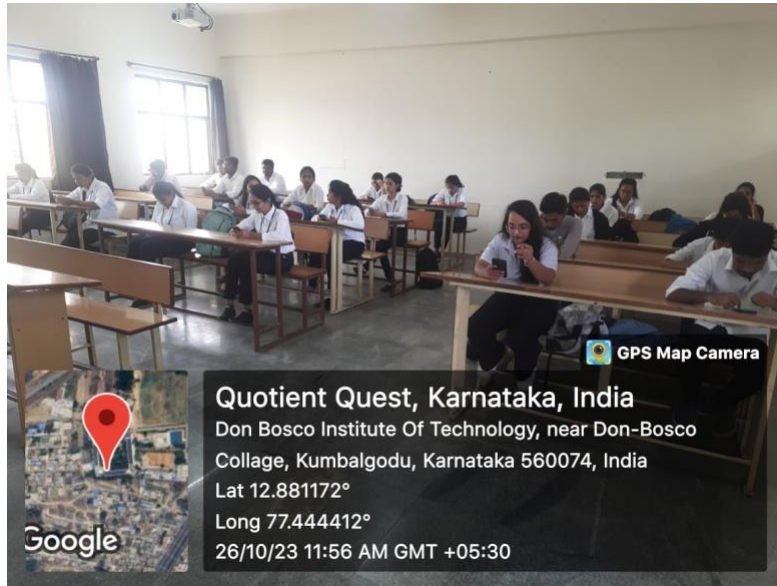 GPS Map Camera
Quotient Quest, Karnataka, India
Don Bosco Institute Of Technology, near Don-Bosco
Collage, Kumbalgodu, Karnataka 560074, India
Lat 12.881172°
Long 77.444412°
26/10/23 11:56 AM GMT +05:30
Google